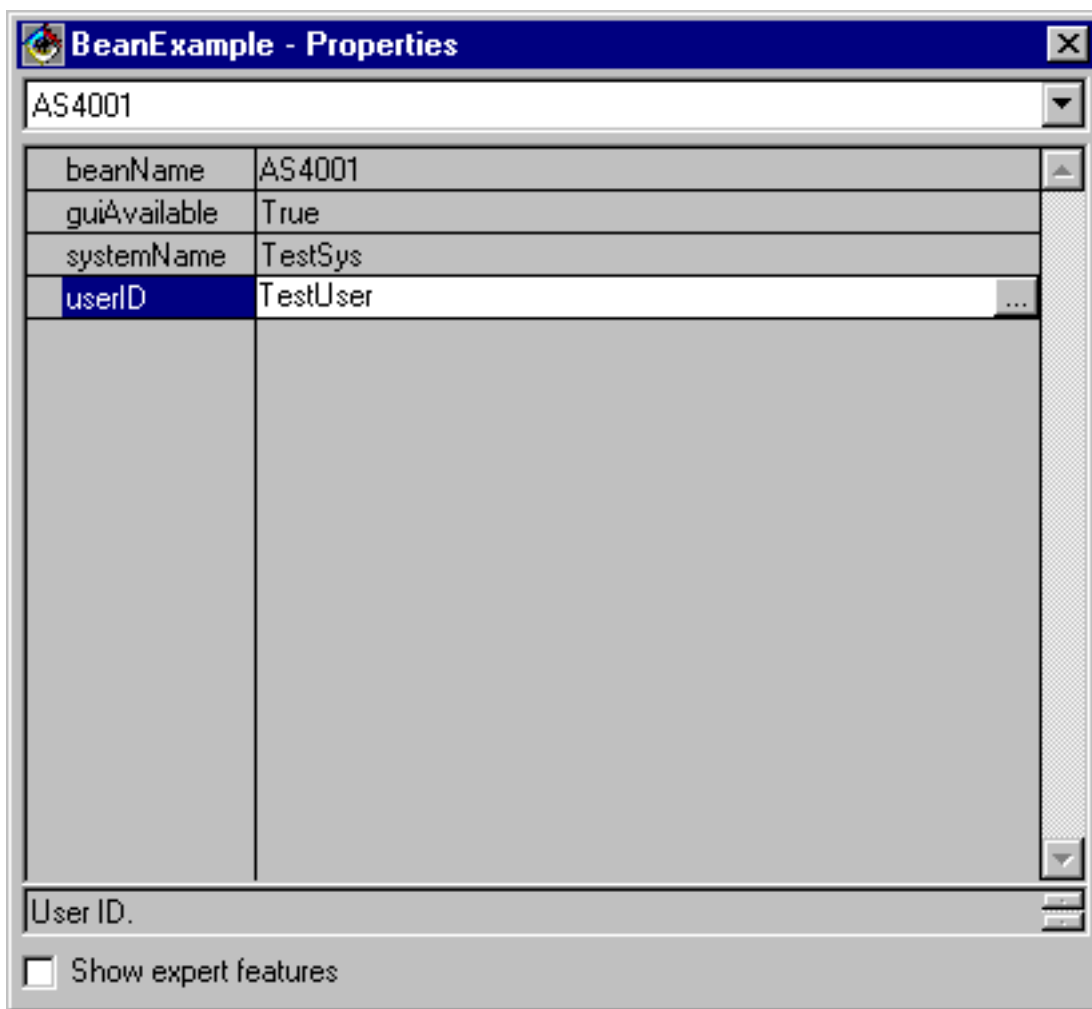 BeanExample - Properties
AS4001
beanName AS4001
guiAvailable True
systemName TestSys
userID TestUser ...
User ID.
Show expert features